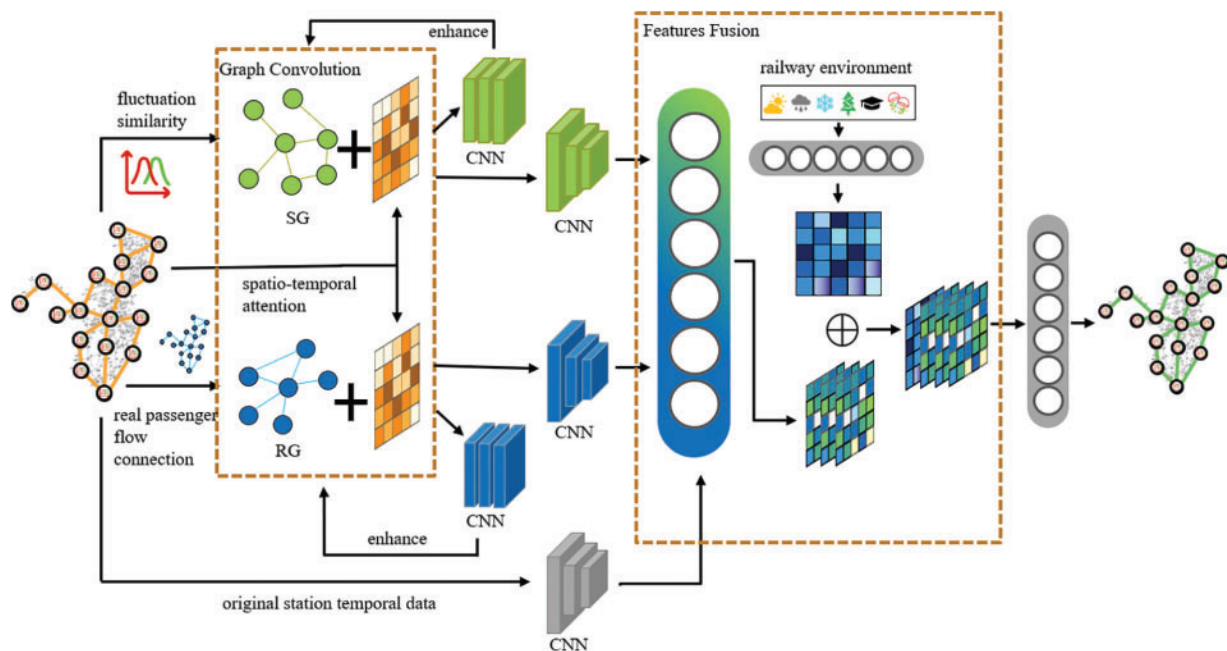 enhance
Features Fusion
Graph Convolution
railway environment
fluctuation
similarity
CNN
SG
CNN
spatio-temporal
attention
real passenger
flow
connection
RG
CNN
CNN
enhance
original station temporal data
CNN